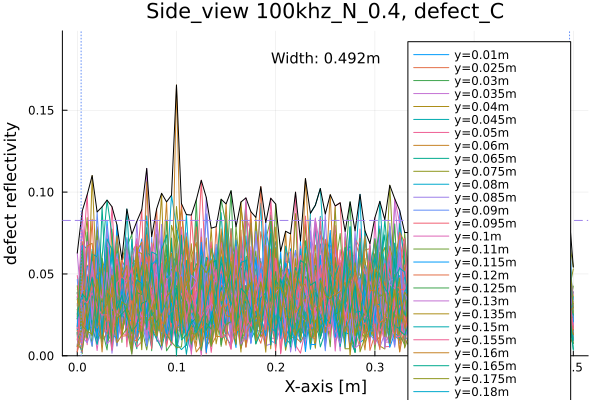 Side_view 100khz_N_0.4, defect_C
Width: 0.492m
defect reflectivity
0.15
0.10
0.05
0.00
0.0
0.1
0.2
0.3
.5
X-axis [m]
y=0.01m
y=0.025m
y=0.03m
y=0.035m
y=0.04m
y=0.045m
y=0.05m
y=0.06m
y=0.065m
y=0.075m
y=0.08m
y=0.085m
y=0.09m
y=0.095m
y=0.1m
y=0.11m
y=0.115m
y=0.12m
y=0.125m
y=0.13m
y=0.135m
y=0.15m
y=0.155m
y=0.16m
y=0.165m
y=0.175m
y=0.18m